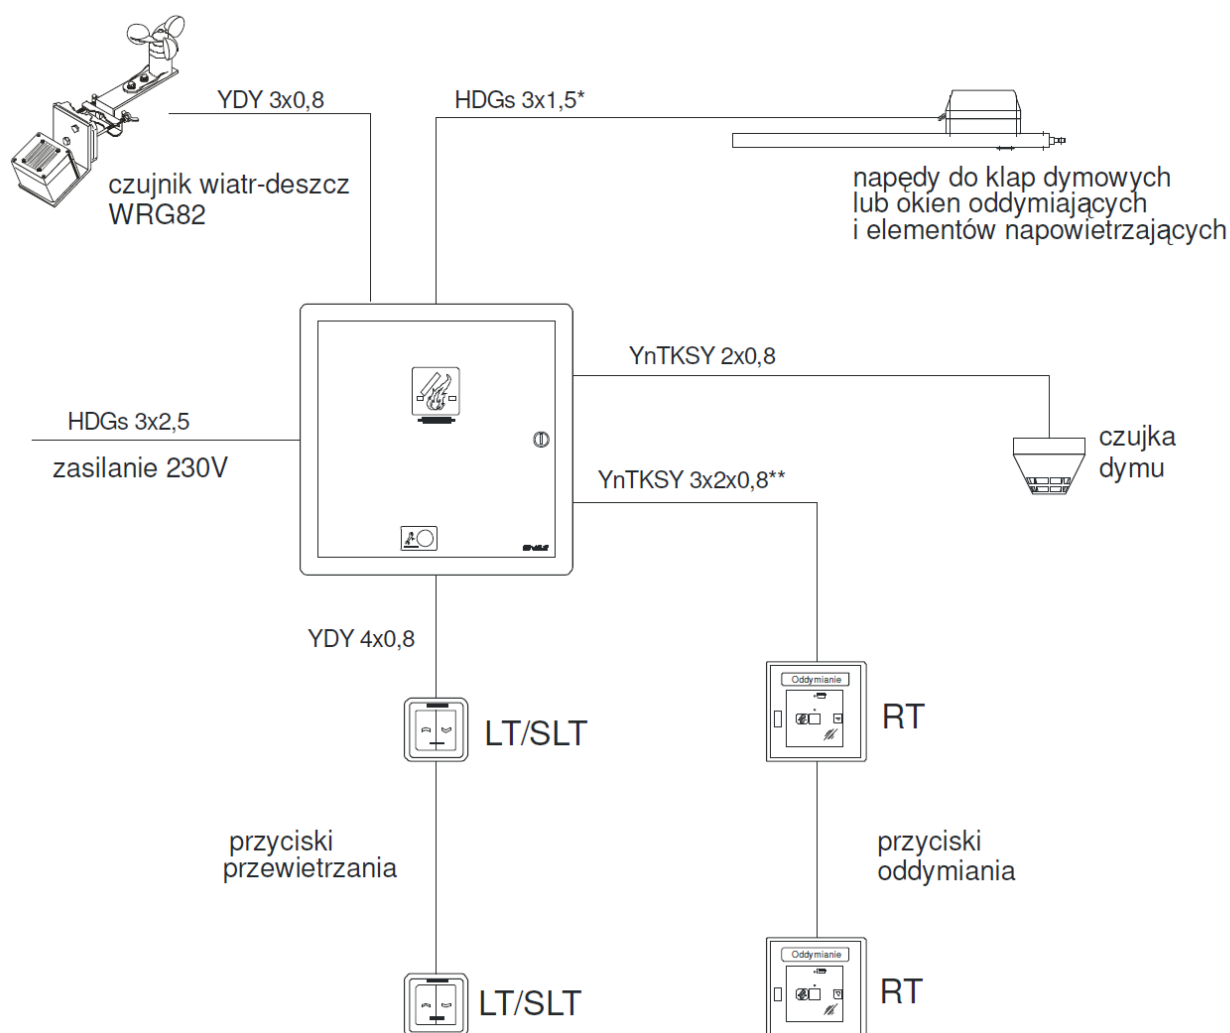 YDY 3x0,8
HDGs 3x1,5*
czujnik wiatr-deszcz
WRG82
napędy do klap dymowych
lub okien oddymiających
i elementów napowietrzających
YnTKSY 2x0,8
HDGs 3x2,5
zasilanie 230V
czujka
dymu
YnTKSY 3x2x0,8**
YDY 4x0,8
Oddymianie
LT/SLT
RT
przyciski
przewietrzania
przyciski
oddymiania
Oddymianie
LT/SLT
RT